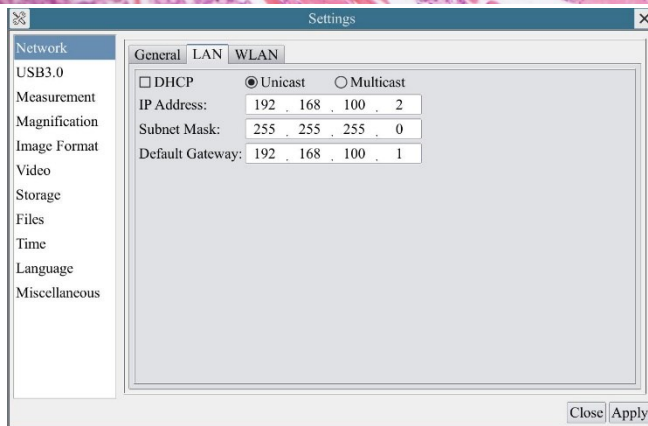 Settings
Network
USB3.0
Measurement
Magnification
Image Format
Video
Storage
Files
Time
Language
Miscellaneous
General LAN WLAN
DHCP Unicast Multicast
IP Address: 192 . 168 . 100 . 2
Subnet Mask: 255 . 255 . 255 . 0
Default Gateway: 192 . 168 . 100 . 1
Close Apply